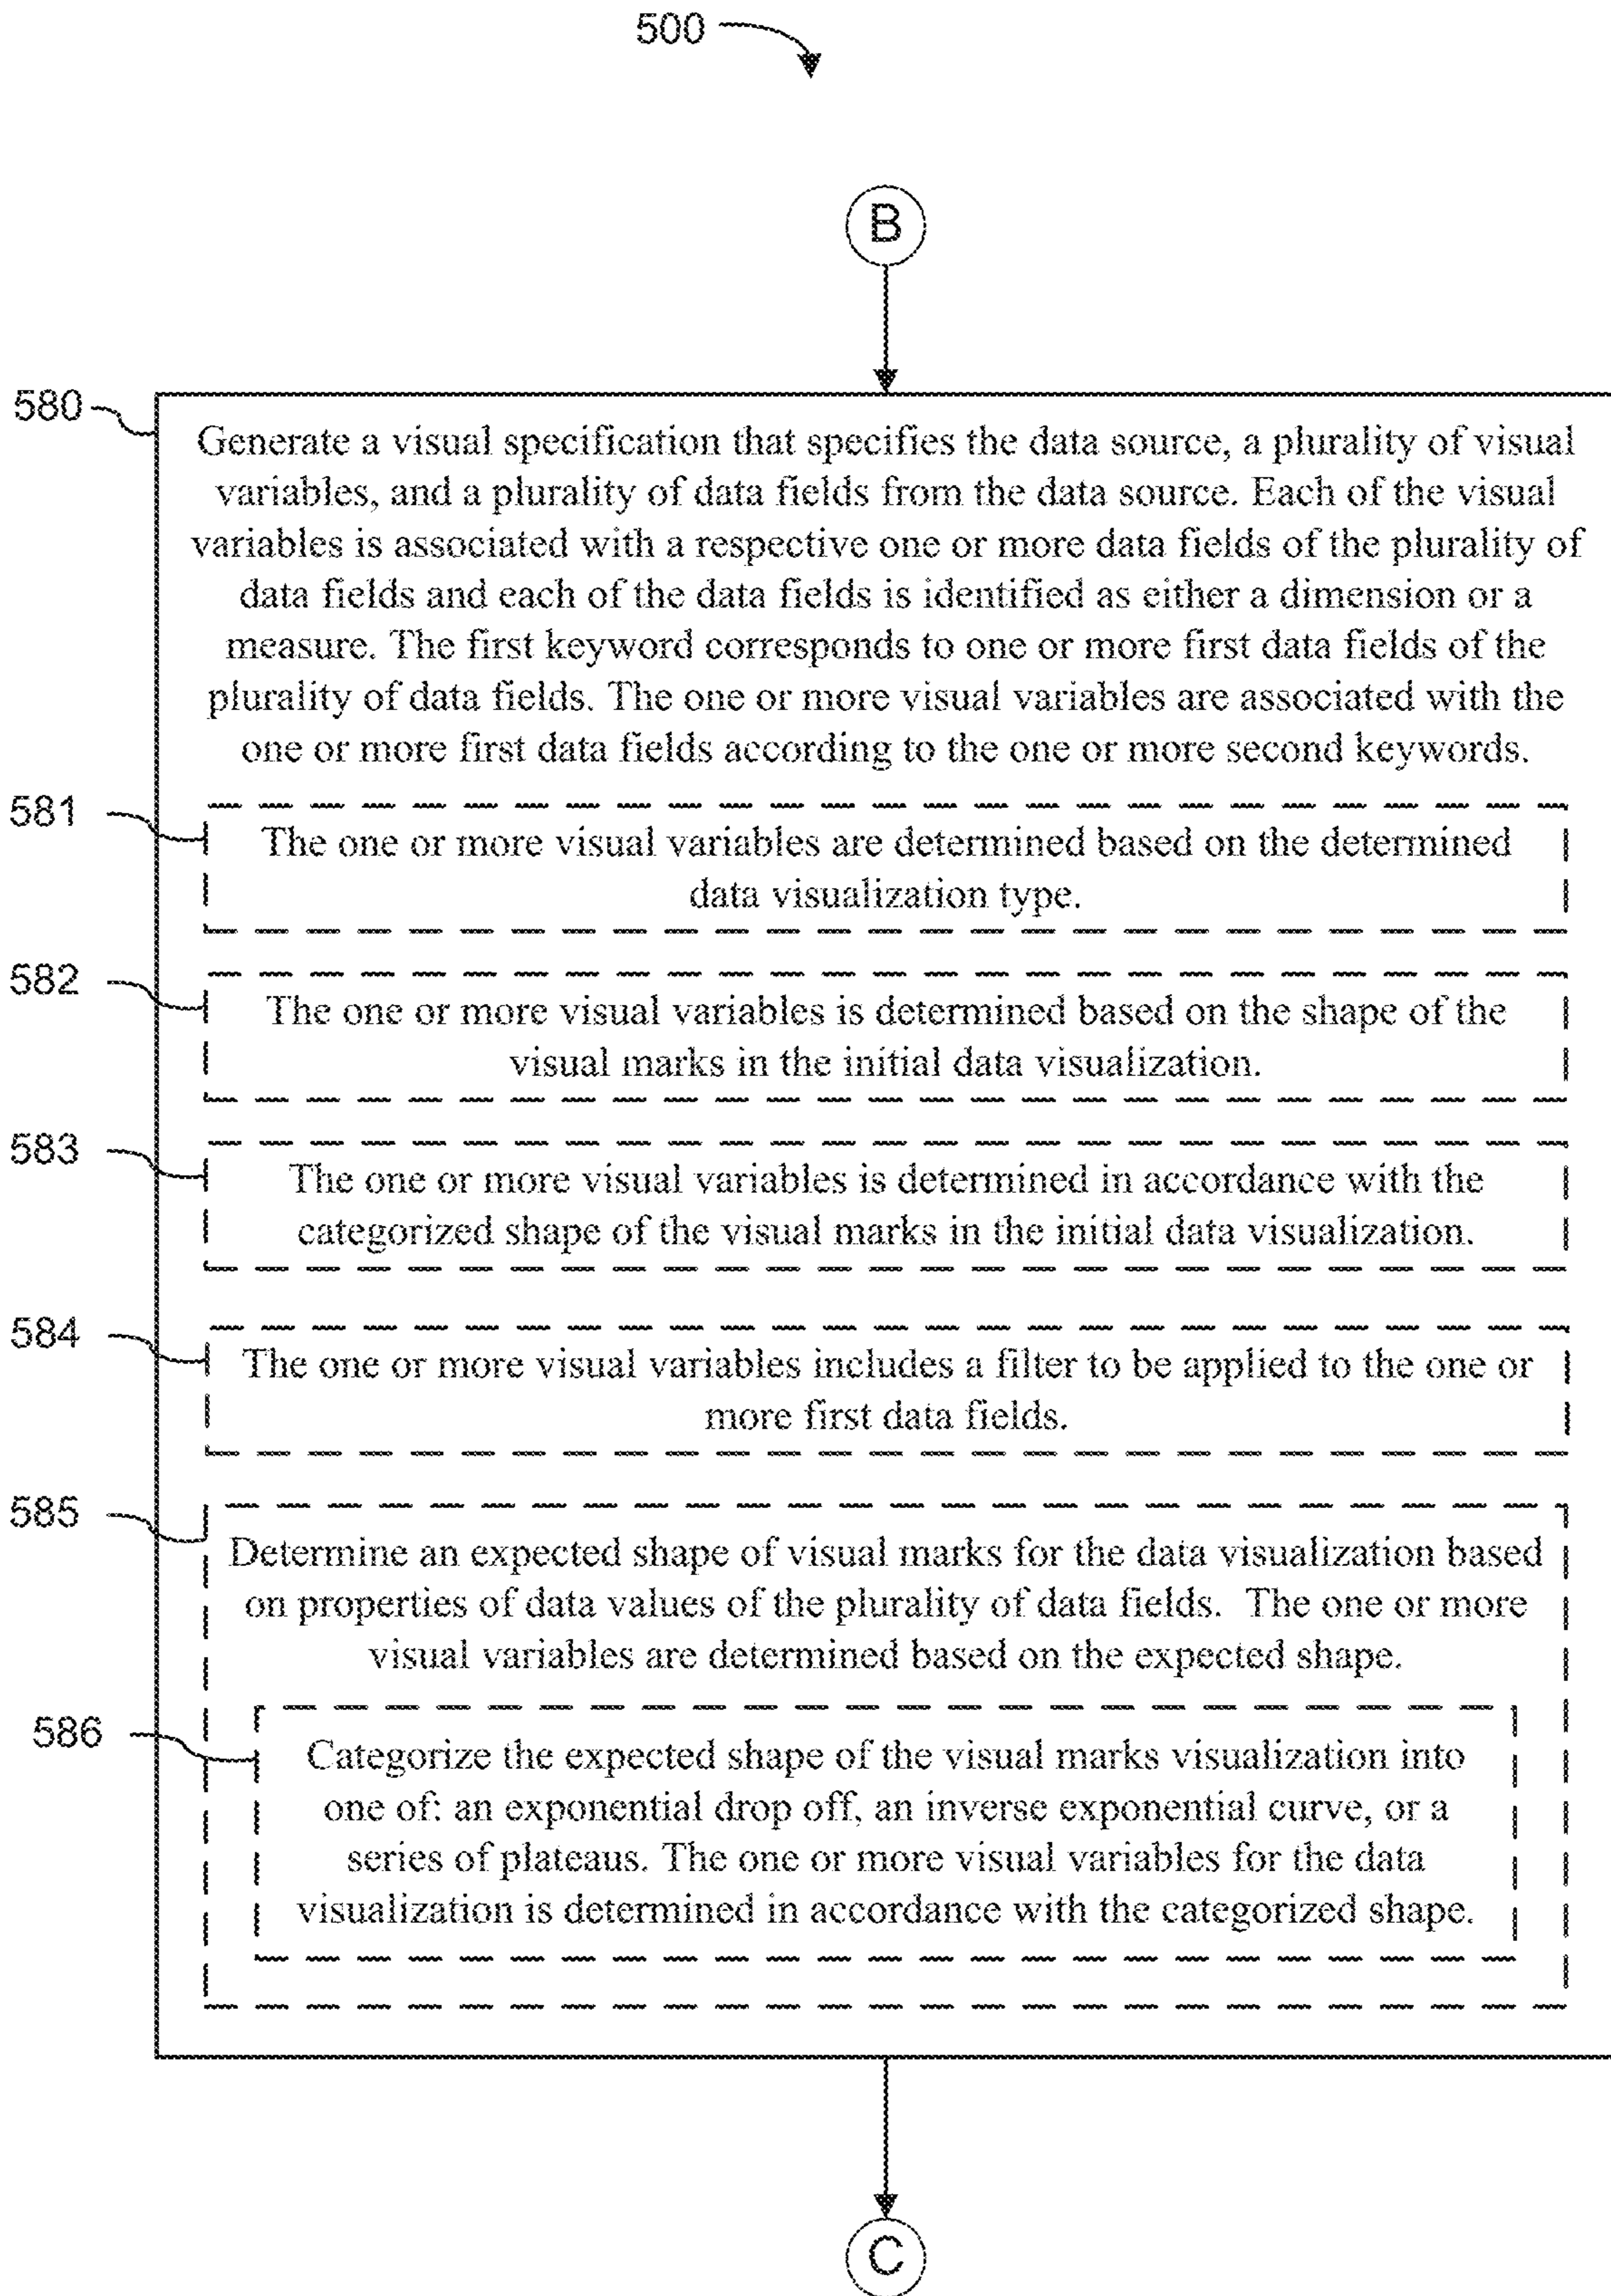 500
B
580
Generate a visual specification that specifies the data source, a plurality of visual
variables, and a plurality of data fields from the data source. Each of the visual
variables is associated with a respective one or more data fields of the plurality of
data fields and each of the data fields is identified as either a dimension or a
measure. The first keyword corresponds to one or more first data fields of the
plurality of data fields. The one or more visual variables are associated with the
one or more first data fields according to the one or more second keywords.
581
The one or more visual variables are determined based on the determined
data visualization type.
582
The one or more visual variables is determined based on the shape of the
visual marks in the initial data visualization.
583
The one or more visual variables is determined in accordance with the
categorized shape of the visual marks in the initial data visualization.
584
The one or more visual variables includes a filter to be applied to the one or
more first data fields.
585
Determine an expected shape of visual marks for the data visualization based
on properties of data values of the plurality of data fields. The one or more
visual variables are determined based on the expected shape.
586
Categorize the expected shape of the visual marks visualization into
one of: an exponential drop off, an inverse exponential curve, or a
series of plateaus. The one or more visual variables for the data
visualization is determined in accordance with the categorized shape.
C